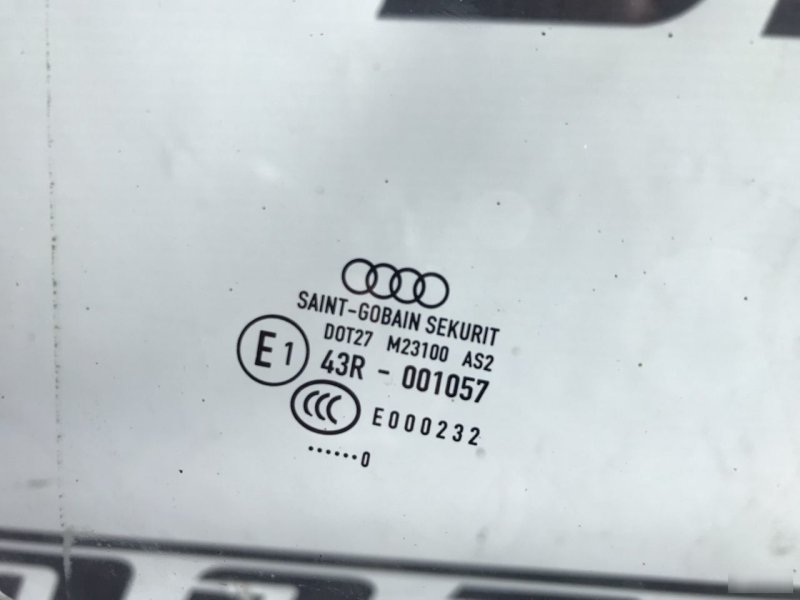 SAINT-GOBAIN SEKURIT
DOT27 M23100 AS2
E1 43R - 001057
CCC E000232
......0